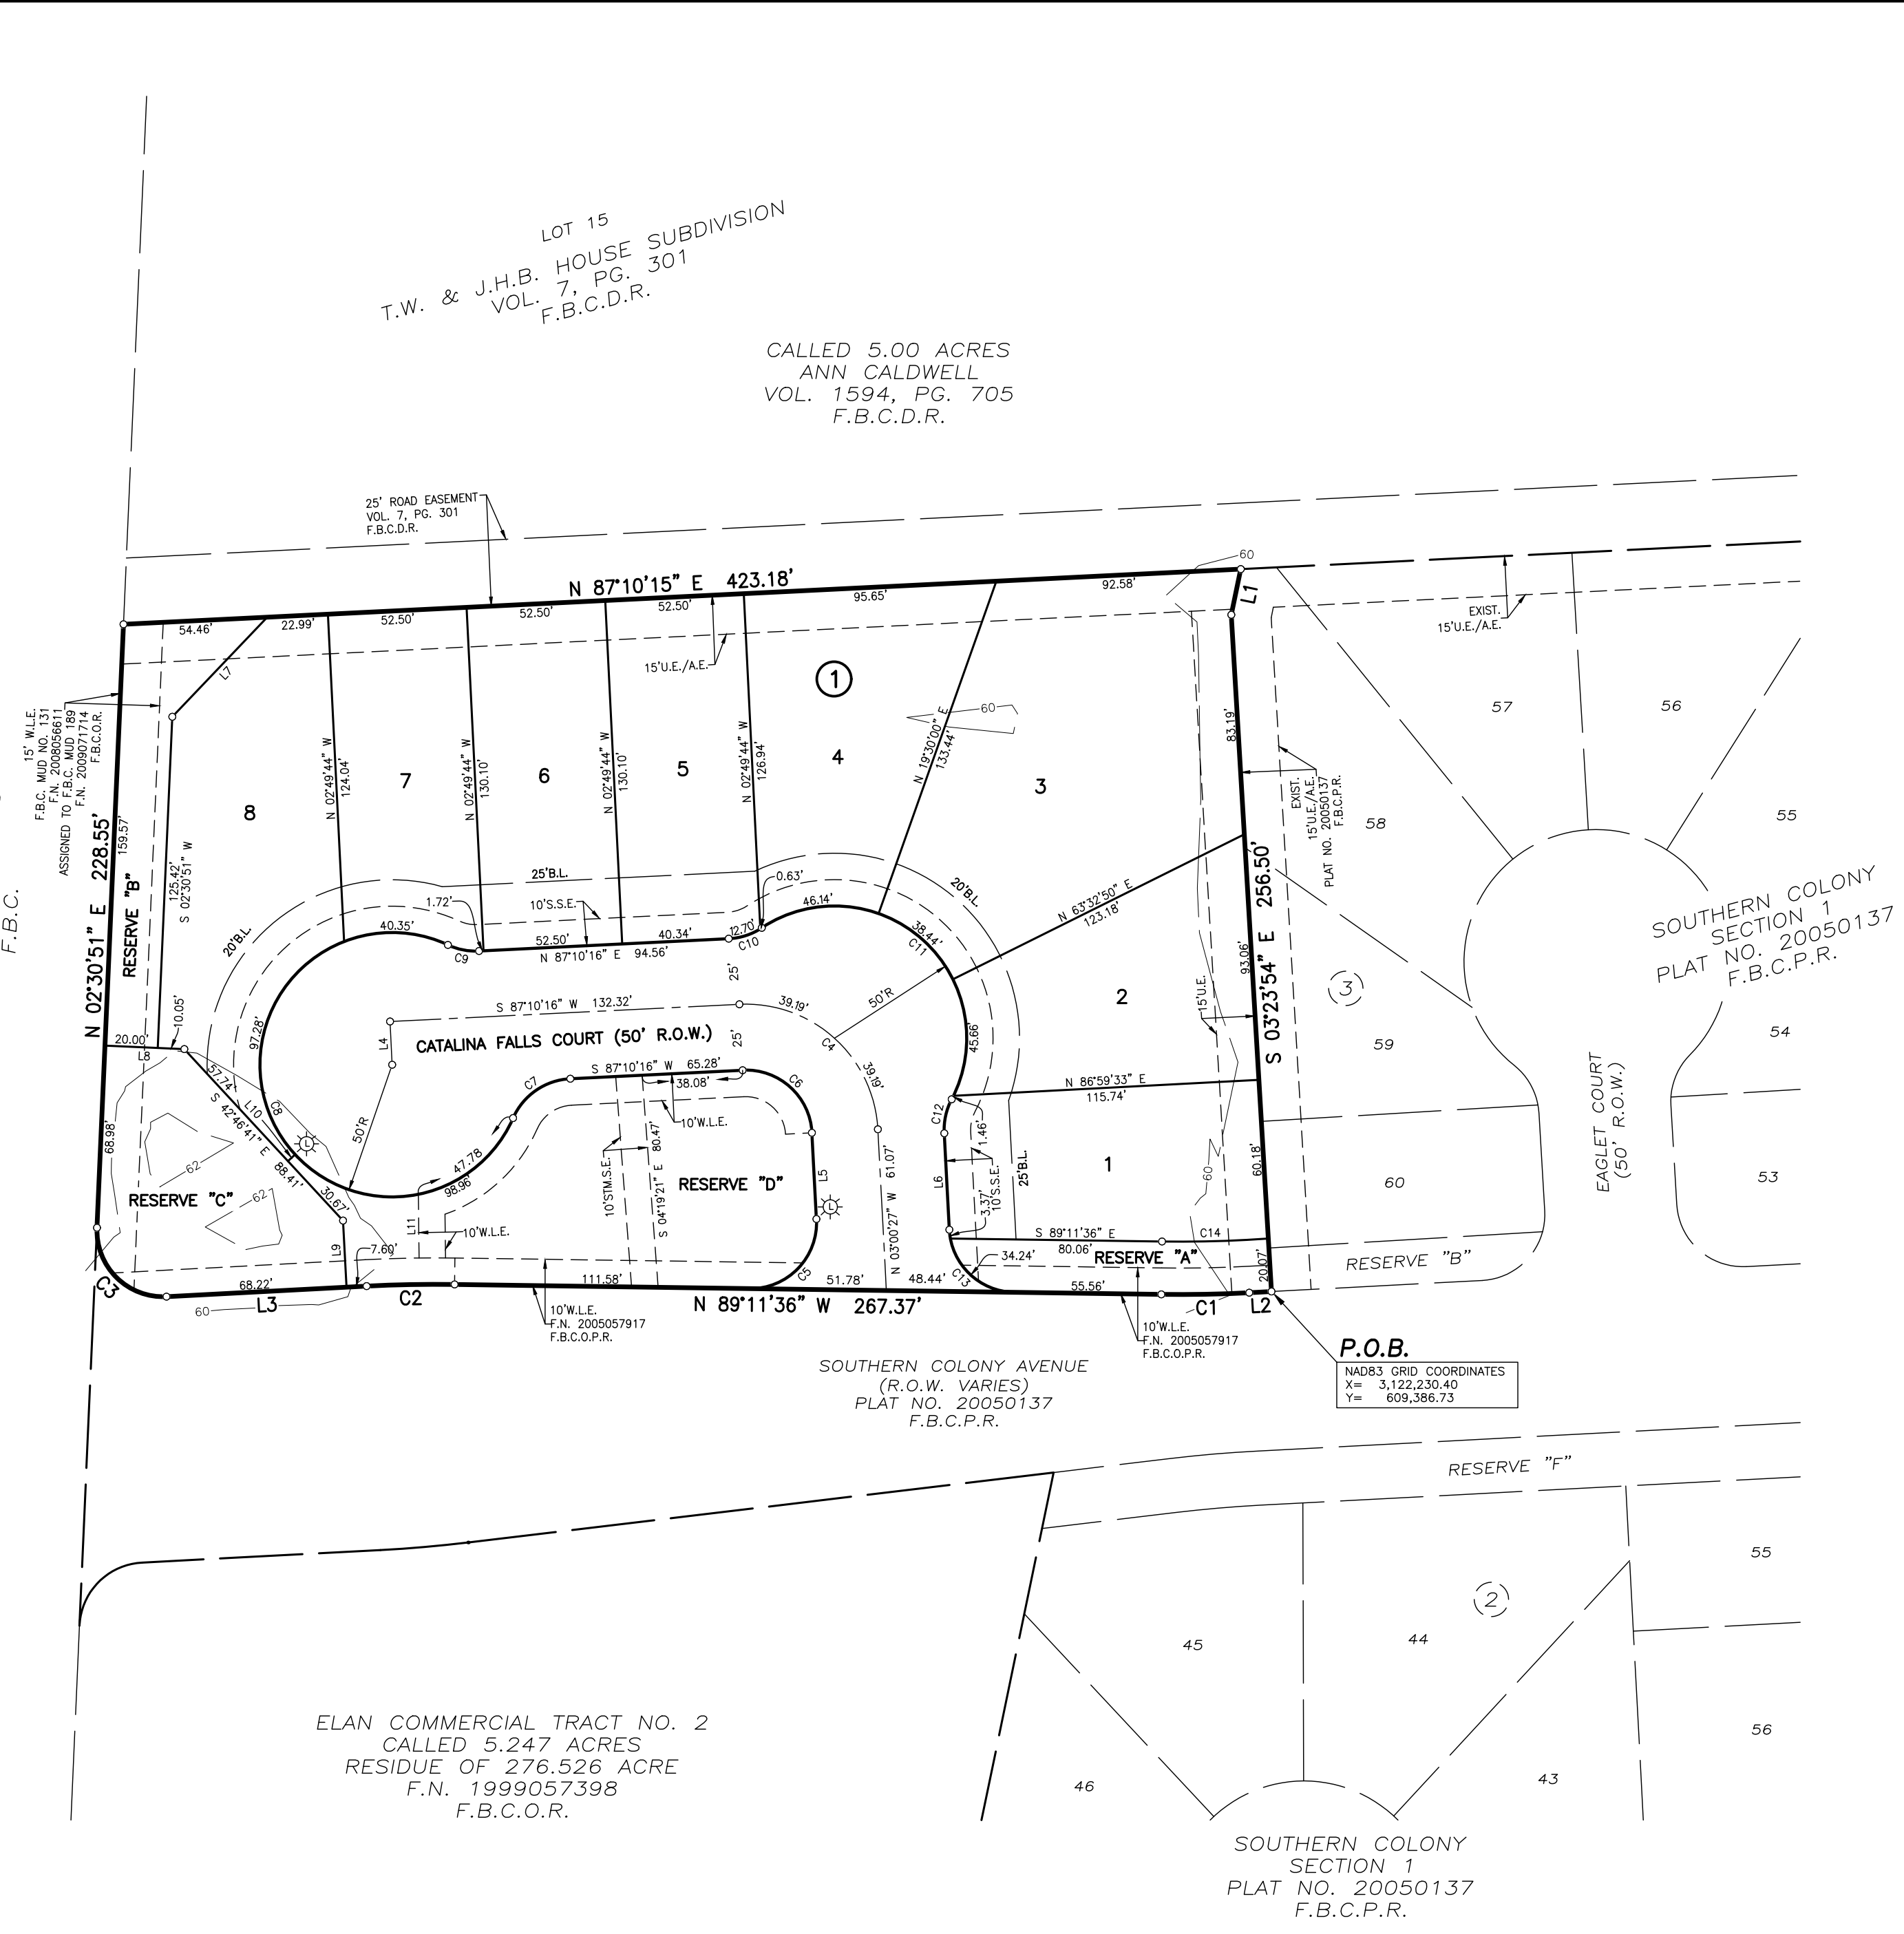 LOT 15
T.W. & J.H.B. HOUSE SUBDIVISION
VOL. 7, PG. 301
F.B.C.D.R.
CALLED 5.00 ACRES
ANN CALDWELL
VOL. 1594, PG. 705
F.B.C.D.R.
25' ROAD EASEMENT
VOL. 7, PG. 301
F.B.C.D.R.
N 87°10'15" E 423.18'
54.46'
22.99'
52.50'
52.50'
52.50'
95.65'
92.58'
60
L1
EXIST.
15'U.E./A.E.
15'U.E./A.E.
L7
1
60
57
56
55
58
15' W.L.E.
F.B.C. MUD NO. 131
F.N. 2008056611
ASSIGNED TO F.B.C. MUD 189
F.N. 2009071714
F.B.C.O.R.
F.B.C.
N 02°30'51" E 228.55'
159.57'
RESERVE "B"
125.42'
S 02°30'51" W
8
N 02°49'44" W
124.04'
7
N 02°49'44" W
130.10'
6
N 02°49'44" W
130.10'
5
N 02°49'44" W
126.94'
4
N 19°30'00" E
133.44'
3
83.19'
EXIST.
15'U.E./A.E.
PLAT NO. 20050137
F.B.C.P.R.
S 03°23'54" E 256.50'
SOUTHERN COLONY
SECTION 1
PLAT NO. 20050137
F.B.C.P.R.
25'B.L.
0.63'
1.72'
10'S.S.E.
20'B.L.
20'B.L.
40.35'
46.14'
38.44'
C11
C9
52.50'
40.34'
12.70'
C10
N 87°10'16" E 94.56'
N 63°32'50" E
123.18'
93.06'
25'
S 87°10'16" W 132.32'
39.19'
50'R
C4
2
15'U.E.
3
54
59
10.05'
20.00'
L8
97.28'
L4
CATALINA FALLS COURT (50' R.O.W.)
25'
45.66'
S 87°10'16" W 65.28'
38.08'
C7
C6
39.19'
N 86°59'33" E
115.74'
57.74'
S 42°46'41" E 88.41'
L10
C8
L
50'R
10'W.L.E.
C12
1.46'
EAGLET COURT
(50' R.O.W.)
68.98'
62
62
RESERVE "C"
30.67'
47.78
98.96'
10'STM.S.E.
S 04°19'21" E 80.47'
RESERVE "D"
L5
L
N 03°00'27" W 61.07'
L6
3.37'
10'S.S.E.
25'B.L.
1
60
60.18'
60
53
L11
10'W.L.E.
L9
7.60'
S 89°11'36" E
80.06'
C14
RESERVE "A"
20.07'
RESERVE "B"
C3
68.22'
L3
60
C2
111.58'
C5
51.78'
48.44'
C13
34.24'
55.56'
C1
L2
N 89°11'36" W 267.37'
10'W.L.E.
F.N. 2005057917
F.B.C.O.P.R.
10'W.L.E.
F.N. 2005057917
F.B.C.O.P.R.
P.O.B.
NAD83 GRID COORDINATES
X= 3,122,230.40
Y= 609,386.73
SOUTHERN COLONY AVENUE
(R.O.W. VARIES)
PLAT NO. 20050137
F.B.C.P.R.
RESERVE "F"
55
2
45
44
56
46
43
ELAN COMMERCIAL TRACT NO. 2
CALLED 5.247 ACRES
RESIDUE OF 276.526 ACRE
F.N. 1999057398
F.B.C.O.R.
SOUTHERN COLONY
SECTION 1
PLAT NO. 20050137
F.B.C.P.R.